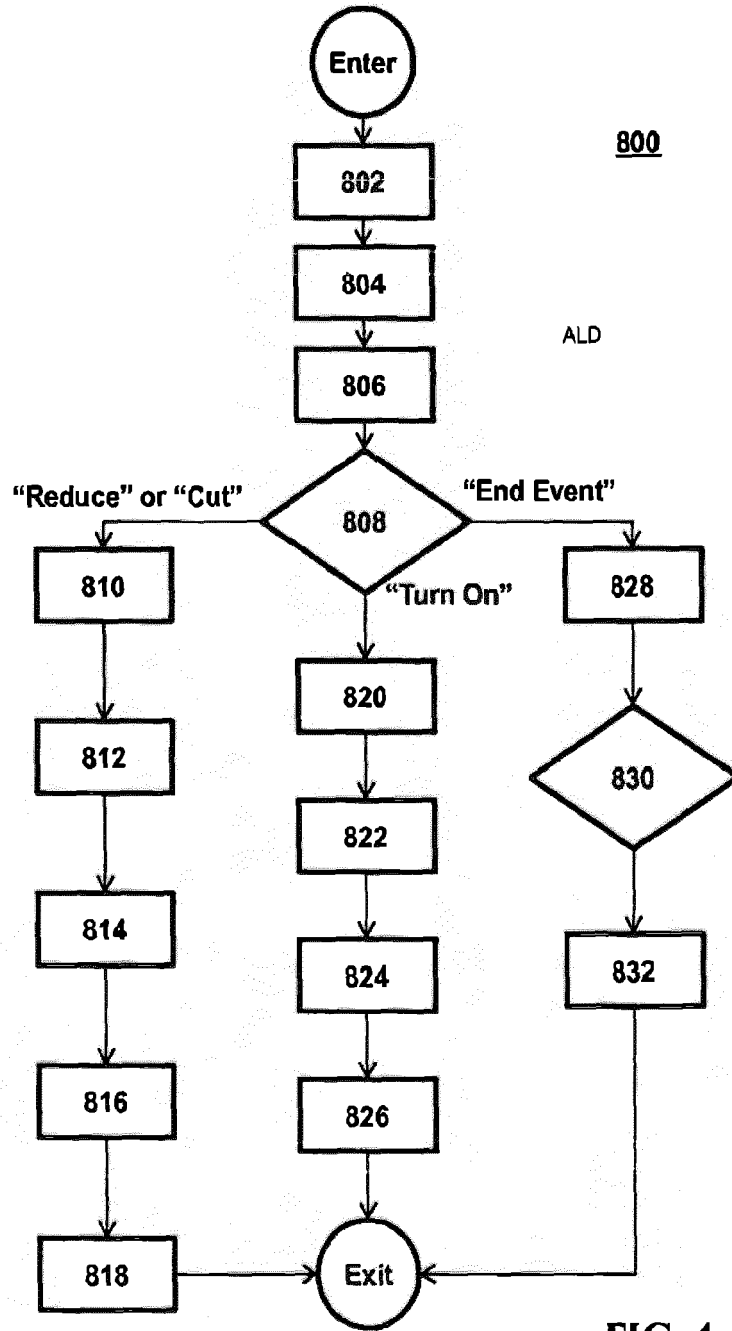 Enter
800
802
804
ALD
806
“Reduce” or “Cut”
“End Event”
808
810
“Turn On”
828
820
812
830
822
814
824
832
816
826
818
Exit
FIG. 4